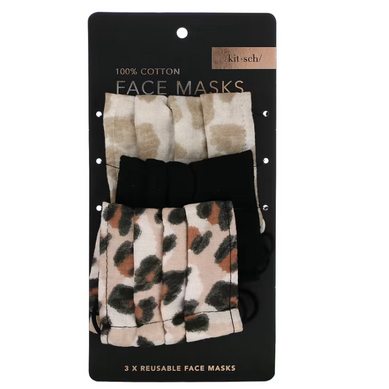 kit·sch/
100% COTTON
FACE MASKS
3 X REUSABLE FACE MASKS